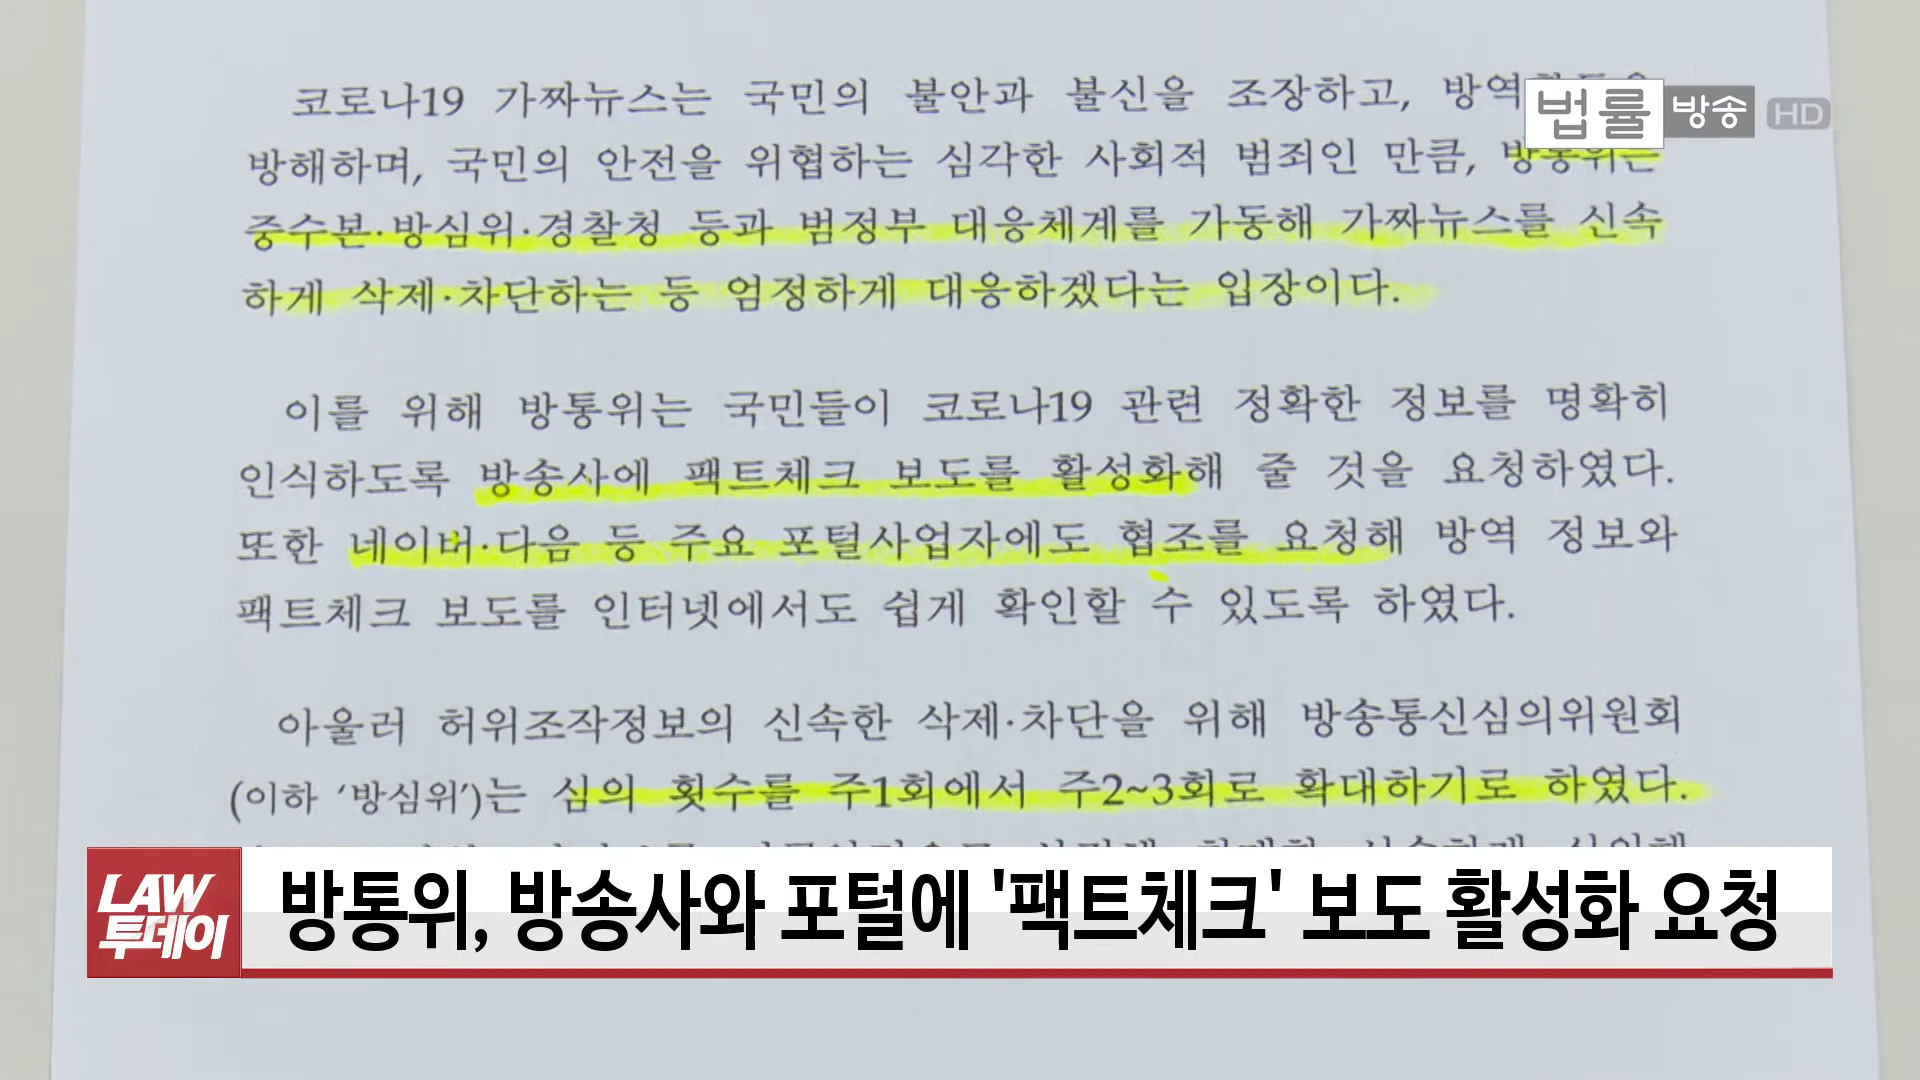 코로나19 가짜뉴스는 국민의 불안과 불신을 조장하고,
법률방송 HD
방해하며, 국민의 안전을 위협하는 심각한 사회적 범죄인 만큼, 방통위는
중수본·방심위·경찰청 등과 범정부 대응체계를 가동해 가짜뉴스를 신속
하게 삭제·차단하는 등 엄정하게 대응하겠다는 입장이다.
이를 위해 방통위는 국민들이 코로나19 관련 정확한 정보를 명확히
인식하도록 방송사에 팩트체크 보도를 활성화해 줄 것을 요청하였다.
또한 네이버·다음 등 주요 포털사업자에도 협조를 요청해 방역 정보와
팩트체크 보도를 인터넷에서도 쉽게 확인할 수 있도록 하였다.
아울러 허위조작정보의 신속한 삭제·차단을 위해 방송통신심의위원회
(이하 ‘방심위’)는 심의 횟수를 주1회에서 주2~3회로 확대하기로 하였다.
LAW
투데이
방통위, 방송사와 포털에 '팩트체크' 보도 활성화 요청